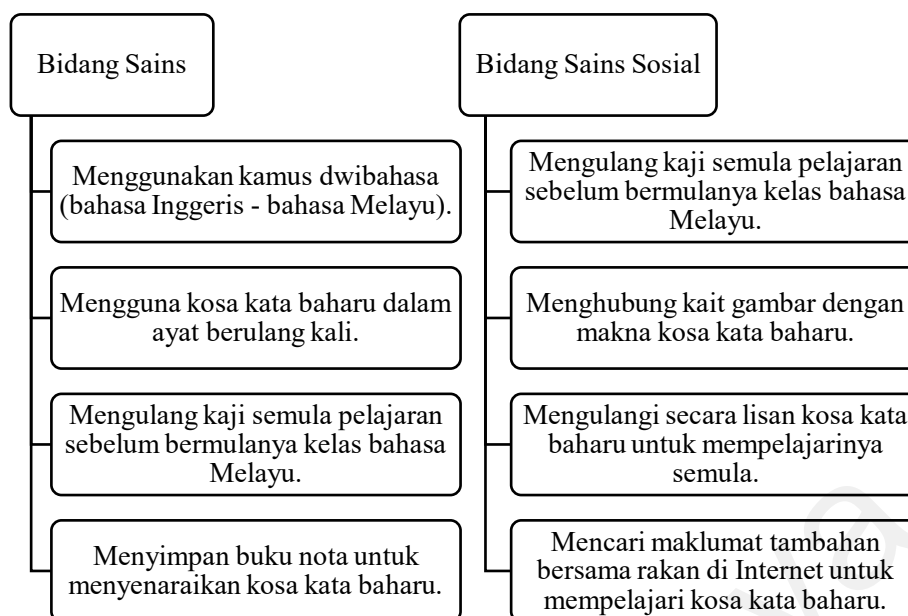 Bidang Sains
Menggunakan kamus dwibahasa
(bahasa Inggeris - bahasa Melayu).
Mengguna kosa kata baharu dalam
ayat berulang kali.
Mengulang kaji semula pelajaran
sebelum bermulanya kelas bahasa
Melayu.
Menyimpan buku nota untuk
menyenaraikan kosa kata baharu.
Bidang Sains Sosial
Mengulang kaji semula pelajaran
sebelum bermulanya kelas bahasa
Melayu.
Menghubung kait gambar dengan
makna kosa kata baharu.
Mengulangi secara lisan kosa kata
baharu untuk mempelajarinya
semula.
Mencari maklumat tambahan
bersama rakan di Internet untuk
mempelajari kosa kata baharu.